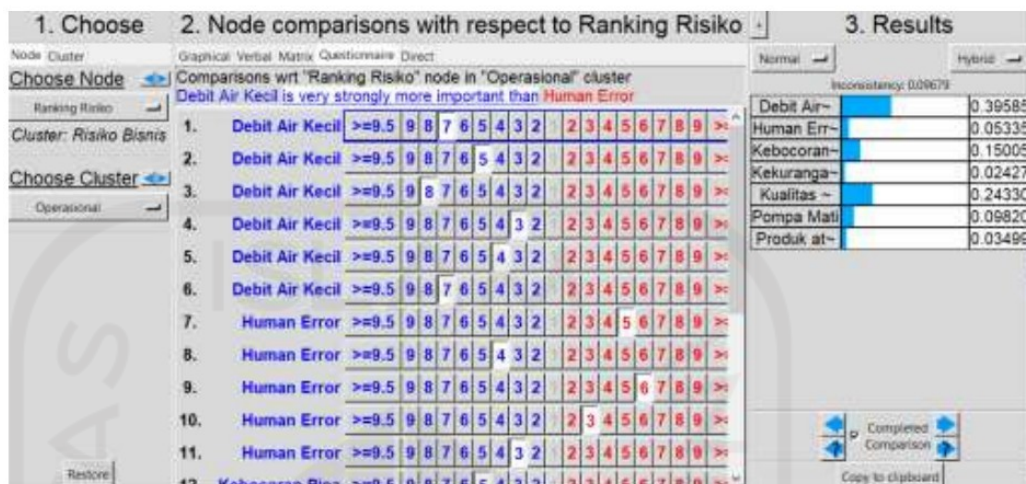 1. Choose
Node Cluster
Choose Node
Ranking Risiko
Cluster: Risiko Bisnis
Choose Cluster
Operasional
Restore
2. Node comparisons with respect to Ranking Risiko
Graphical Verbal Matrix Questionnaire Direct
Comparisons wrt "Ranking Risiko" node in "Operasional" cluster
Debit Air Kecil is very strongly more important than Human Error
1. Debit Air Kecil >=9.5 9 8 7 6 5 4 3 2 1 2 3 4 5 6 7 8 9 >=
2. Debit Air Kecil >=9.5 9 8 7 6 5 4 3 2 1 2 3 4 5 6 7 8 9 >=
3. Debit Air Kecil >=9.5 9 8 7 6 5 4 3 2 1 2 3 4 5 6 7 8 9 >=
4. Debit Air Kecil >=9.5 9 8 7 6 5 4 3 2 1 2 3 4 5 6 7 8 9 >=
5. Debit Air Kecil >=9.5 9 8 7 6 5 4 3 2 1 2 3 4 5 6 7 8 9 >=
6. Debit Air Kecil >=9.5 9 8 7 6 5 4 3 2 1 2 3 4 5 6 7 8 9 >=
7. Human Error >=9.5 9 8 7 6 5 4 3 2 1 2 3 4 5 6 7 8 9 >=
8. Human Error >=9.5 9 8 7 6 5 4 3 2 1 2 3 4 5 6 7 8 9 >=
9. Human Error >=9.5 9 8 7 6 5 4 3 2 1 2 3 4 5 6 7 8 9 >=
10. Human Error >=9.5 9 8 7 6 5 4 3 2 1 2 3 4 5 6 7 8 9 >=
11. Human Error >=9.5 9 8 7 6 5 4 3 2 1 2 3 4 5 6 7 8 9 >=
3. Results
Normal Hybrid
Inconsistency: 0.09679
Debit Air~ 0.39585
Human Err~ 0.05335
Kebocoran~ 0.15005
Kekuranga~ 0.02427
Kualitas ~ 0.24330
Pompa Mati 0.09820
Produk at~ 0.03499
Completed
Comparison
Copy to clipboard